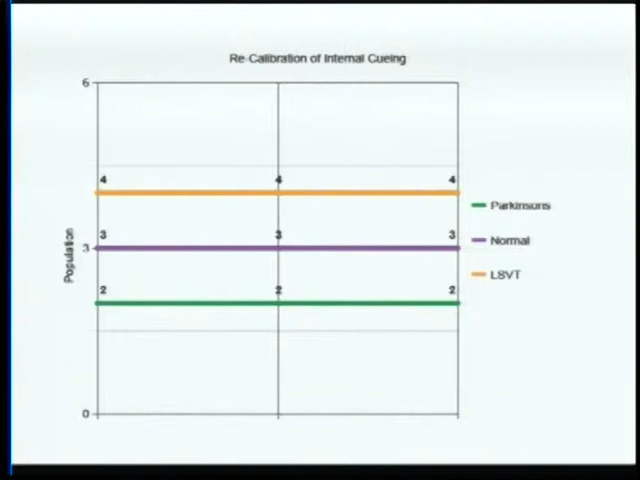 Re-Calibration of Internal Cueing
6
4 4 4
Parkinsons
3 3 3
Normal
Population
3
LSVT
2 2 2
0